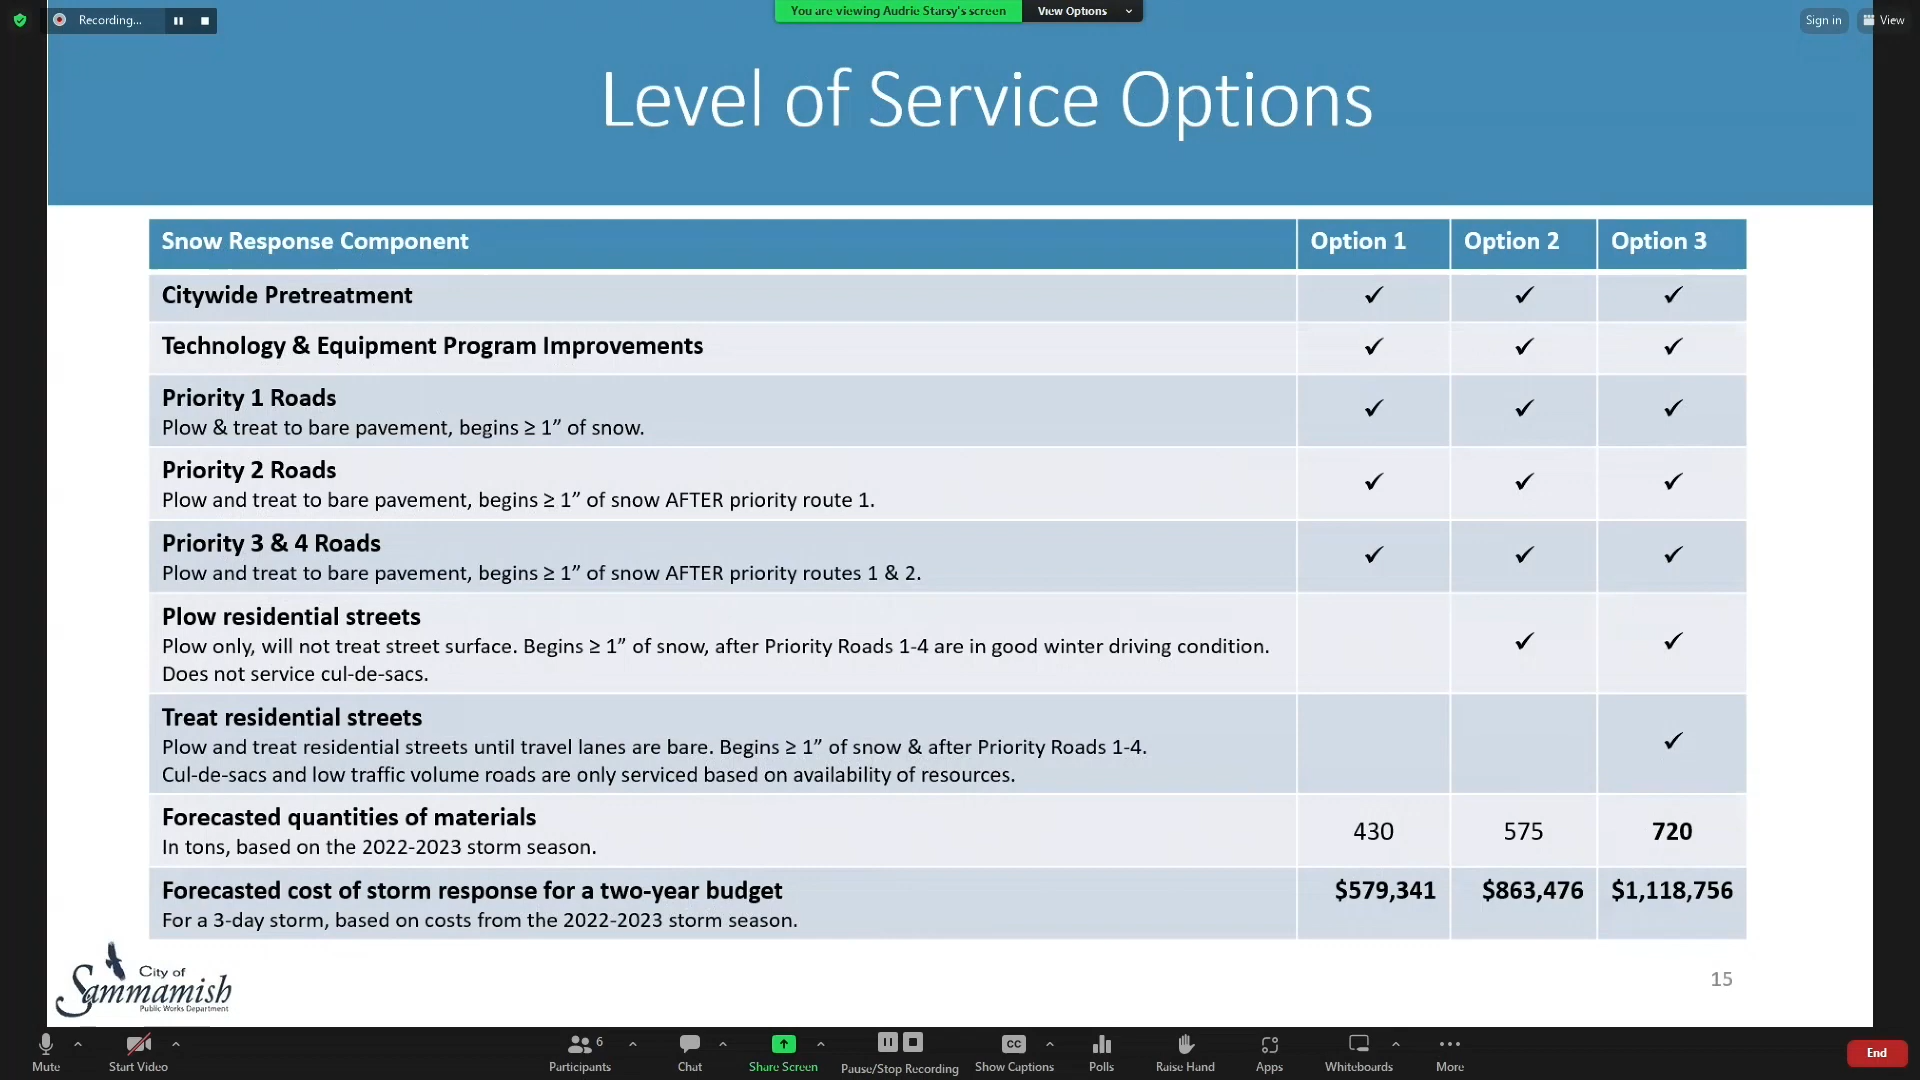 Recording...
You are viewing Audrie Starsy's screen
View Options
Sign in
View
Level of Service Options
Snow Response Component Option 1 Option 2 Option 3
Citywide Pretreatment ✓ ✓ ✓
Technology & Equipment Program Improvements ✓ ✓ ✓
Priority 1 Roads
Plow & treat to bare pavement, begins ≥ 1” of snow. ✓ ✓ ✓
Priority 2 Roads
Plow and treat to bare pavement, begins ≥ 1” of snow AFTER priority route 1. ✓ ✓ ✓
Priority 3 & 4 Roads
Plow and treat to bare pavement, begins ≥ 1” of snow AFTER priority routes 1 & 2. ✓ ✓ ✓
Plow residential streets
Plow only, will not treat street surface. Begins ≥ 1” of snow, after Priority Roads 1-4 are in good winter driving condition. ✓ ✓
Does not service cul-de-sacs.
Treat residential streets
Plow and treat residential streets until travel lanes are bare. Begins ≥ 1” of snow & after Priority Roads 1-4. ✓
Cul-de-sacs and low traffic volume roads are only serviced based on availability of resources.
Forecasted quantities of materials 430 575 720
In tons, based on the 2022-2023 storm season.
Forecasted cost of storm response for a two-year budget $579,341 $863,476 $1,118,756
For a 3-day storm, based on costs from the 2022-2023 storm season.
City of
Sammamish
Public Works Department
15
6
Mute Start Video Participants Chat Share Screen Pause/Stop Recording CC Show Captions Polls Raise Hand Apps Whiteboards More End